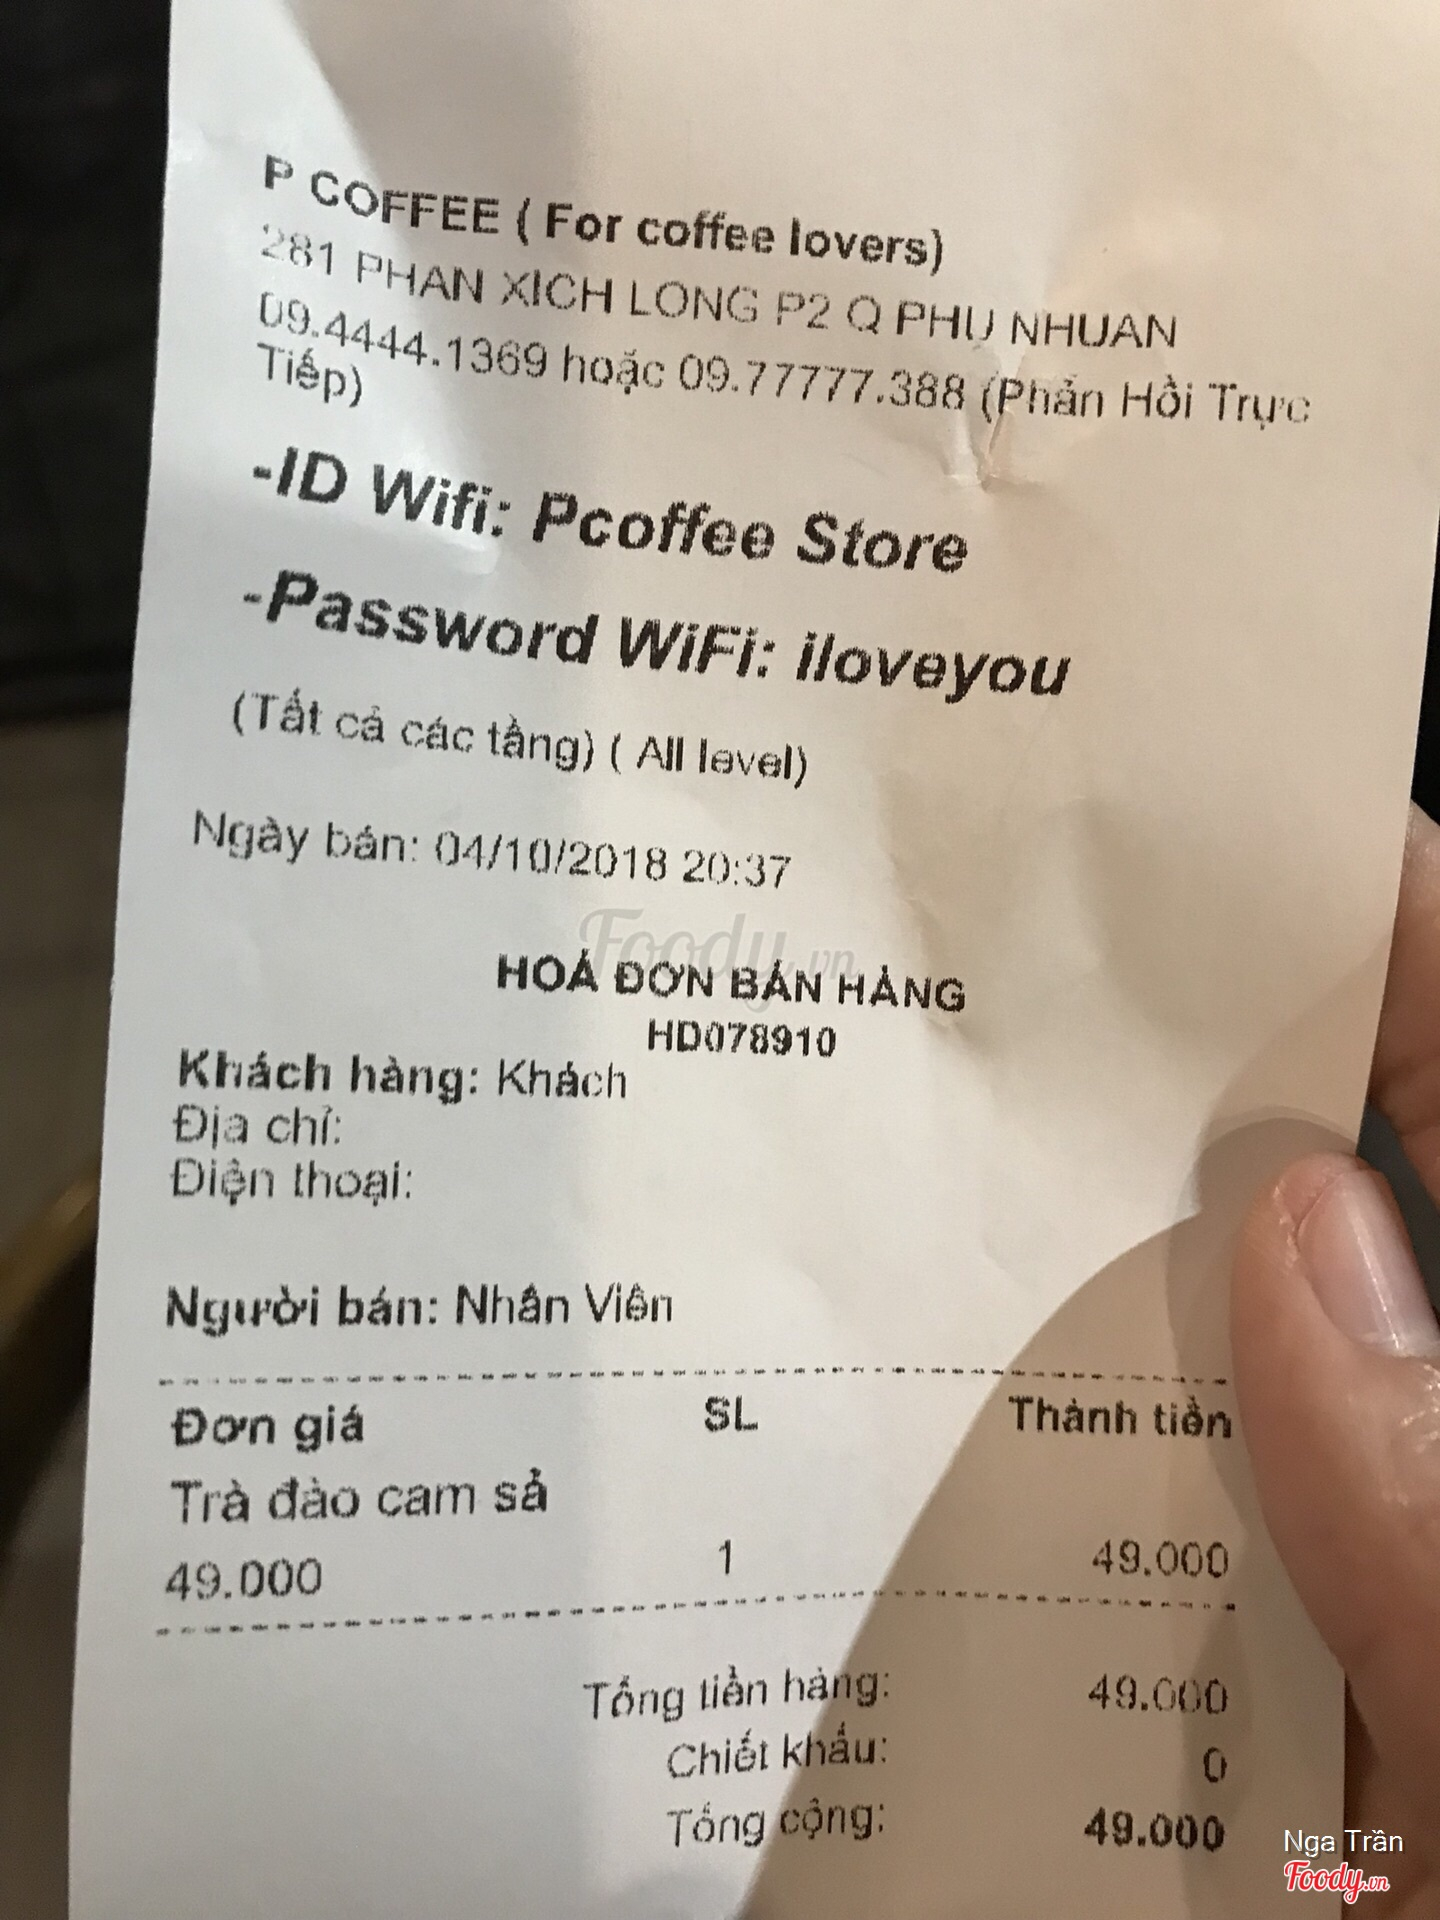 P COFFEE ( For coffee lovers)
281 PHAN XICH LONG P2 Q PHU NHUAN
09.4444.1369 hoặc 09.77777.388 (Phản Hồi Trực
Tiếp)
-ID Wifi: Pcoffee Store
-Password WiFi: iloveyou
(Tất cả các tầng) ( All level)
Ngày bán: 04/10/2018 20:37
Foody.vn
HOÁ ĐƠN BÁN HÀNG
HD078910
Khách hàng: Khách
Địa chỉ:
Điện thoại:
Người bán: Nhân Viên
Đơn giá SL Thành tiền
Trà đào cam sả
49.000 1 49.000
Tổng tiền hàng: 49.000
Chiết khấu: 0
Tổng cộng: 49.000
Nga Trần
Foody.vn